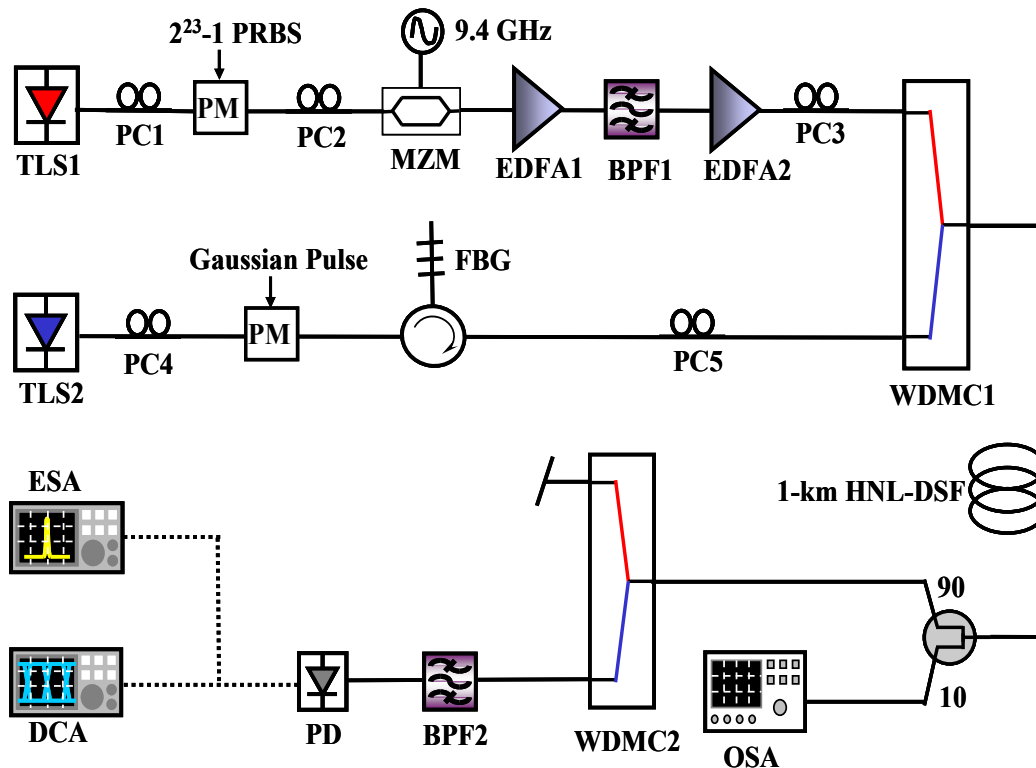 2²³-1 PRBS
9.4 GHz
PM
TLS1
PC1
PC2
MZM
EDFA1
BPF1
EDFA2
PC3
Gaussian Pulse
FBG
PM
TLS2
PC4
PC5
WDMC1
ESA
1-km HNL-DSF
90
10
DCA
PD
BPF2
WDMC2
OSA